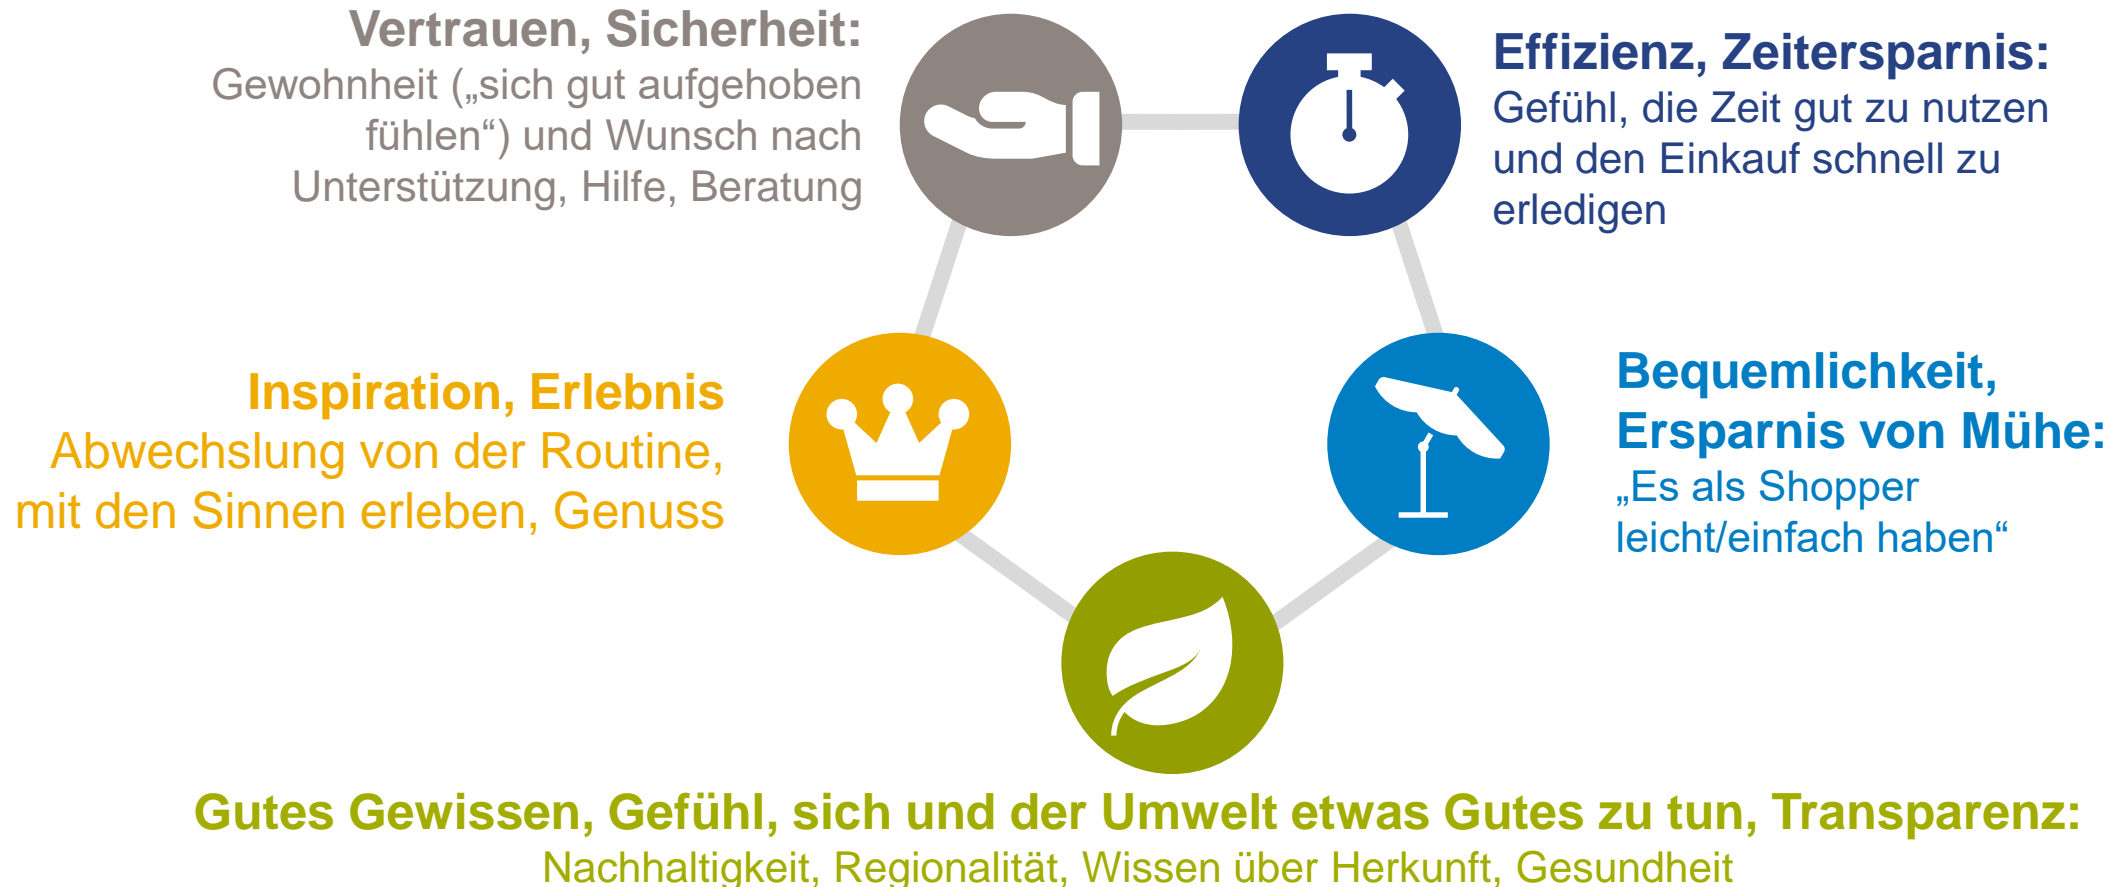 Vertrauen, Sicherheit:
Gewohnheit („sich gut aufgehoben
fühlen“) und Wunsch nach
Unterstützung, Hilfe, Beratung
Effizienz, Zeitersparnis:
Gefühl, die Zeit gut zu nutzen
und den Einkauf schnell zu
erledigen
Inspiration, Erlebnis
Abwechslung von der Routine,
mit den Sinnen erleben, Genuss
Bequemlichkeit,
Ersparnis von Mühe:
„Es als Shopper
leicht/einfach haben“
Gutes Gewissen, Gefühl, sich und der Umwelt etwas Gutes zu tun, Transparenz:
Nachhaltigkeit, Regionalität, Wissen über Herkunft, Gesundheit